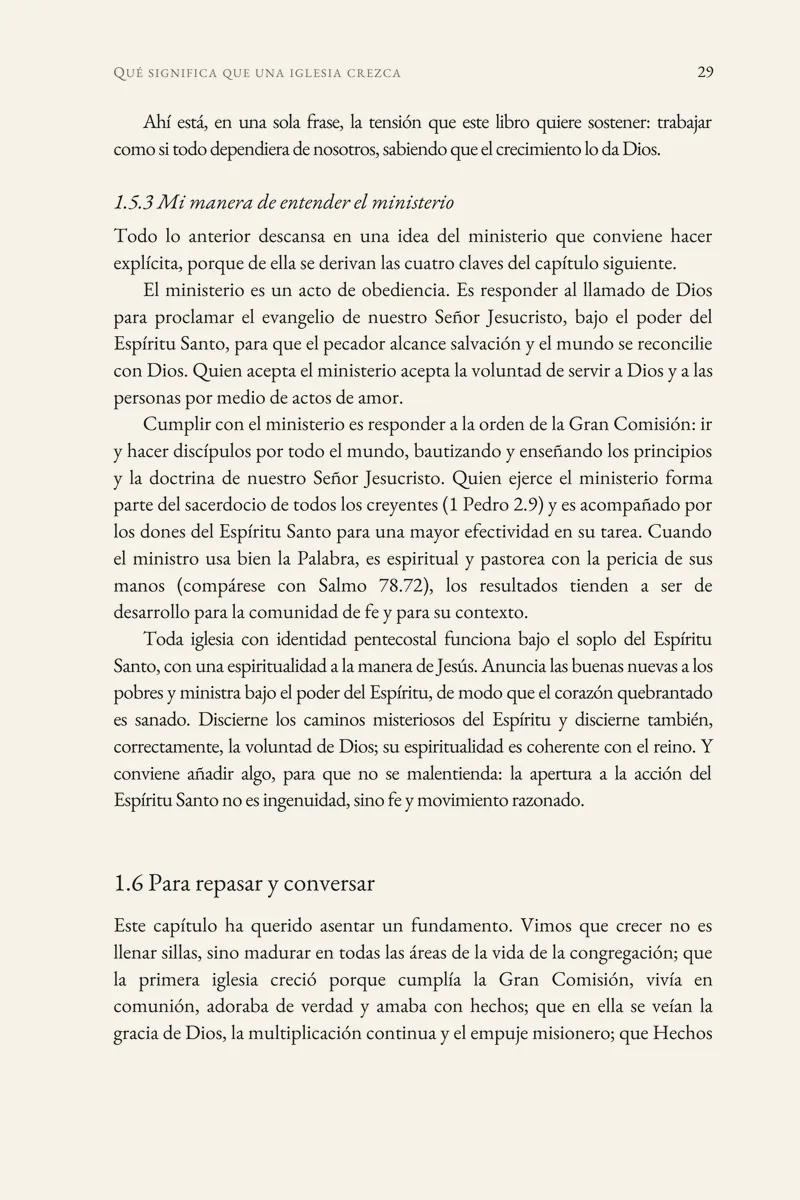 QUÉ SIGNIFICA QUE UNA IGLESIA CREZCA 29
Ahí está, en una sola frase, la tensión que este libro quiere sostener: trabajar
como si todo dependiera de nosotros, sabiendo que el crecimiento lo da Dios.
1.5.3 Mi manera de entender el ministerio
Todo lo anterior descansa en una idea del ministerio que conviene hacer
explícita, porque de ella se derivan las cuatro claves del capítulo siguiente.
El ministerio es un acto de obediencia. Es responder al llamado de Dios
para proclamar el evangelio de nuestro Señor Jesucristo, bajo el poder del
Espíritu Santo, para que el pecador alcance salvación y el mundo se reconcilie
con Dios. Quien acepta el ministerio acepta la voluntad de servir a Dios y a las
personas por medio de actos de amor.
Cumplir con el ministerio es responder a la orden de la Gran Comisión: ir
y hacer discípulos por todo el mundo, bautizando y enseñando los principios
y la doctrina de nuestro Señor Jesucristo. Quien ejerce el ministerio forma
parte del sacerdocio de todos los creyentes (1 Pedro 2.9) y es acompañado por
los dones del Espíritu Santo para una mayor efectividad en su tarea. Cuando
el ministro usa bien la Palabra, es espiritual y pastorea con la pericia de sus
manos (compárese con Salmo 78.72), los resultados tienden a ser de
desarrollo para la comunidad de fe y para su contexto.
Toda iglesia con identidad pentecostal funciona bajo el soplo del Espíritu
Santo, con una espiritualidad a la manera de Jesús. Anuncia las buenas nuevas a los
pobres y ministra bajo el poder del Espíritu, de modo que el corazón quebrantado
es sanado. Discierne los caminos misteriosos del Espíritu y discierne también,
correctamente, la voluntad de Dios; su espiritualidad es coherente con el reino. Y
conviene añadir algo, para que no se malentienda: la apertura a la acción del
Espíritu Santo no es ingenuidad, sino fe y movimiento razonado.
1.6 Para repasar y conversar
Este capítulo ha querido asentar un fundamento. Vimos que crecer no es
llenar sillas, sino madurar en todas las áreas de la vida de la congregación; que
la primera iglesia creció porque cumplía la Gran Comisión, vivía en
comunión, adoraba de verdad y amaba con hechos; que en ella se veían la
gracia de Dios, la multiplicación continua y el empuje misionero; que Hechos